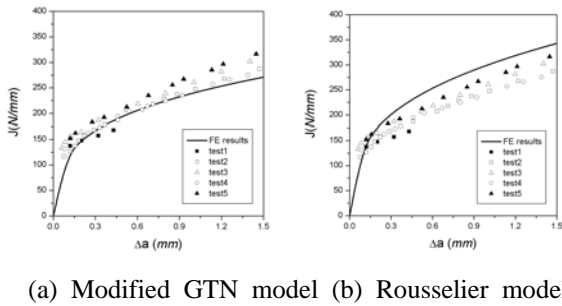 400
350
300
250
200
150
100
50
0
J(N/mm)
FE results
test1
test2
test3
test4
test5
0.0 0.3 0.6 0.9 1.2 1.5
Δa (mm)
400
350
300
250
200
150
100
50
0
J(N/mm)
FE results
test1
test2
test3
test4
test5
0.0 0.3 0.6 0.9 1.2 1.5
Δa (mm)
(a) Modified GTN model (b) Rousselier model